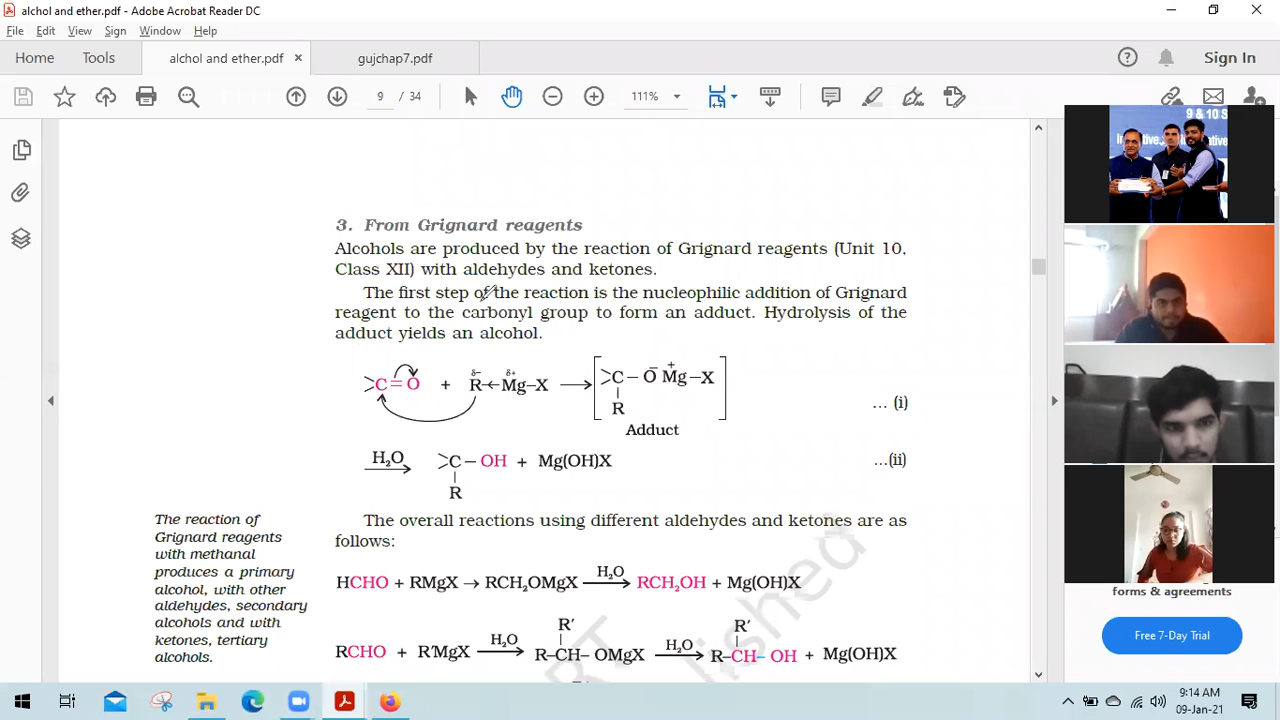 alchol and ether.pdf - Adobe Acrobat Reader DC
File Edit View Sign Window Help
Home Tools alchol and ether.pdf × gujchap7.pdf Sign In
9 / 34 111%
9 & 10 S
3. From Grignard reagents
Alcohols are produced by the reaction of Grignard reagents (Unit 10,
Class XII) with aldehydes and ketones.
The first step of the reaction is the nucleophilic addition of Grignard
reagent to the carbonyl group to form an adduct. Hydrolysis of the
adduct yields an alcohol.
>C=O + R←Mg–X → [>C – O⁻ Mg⁺ –X] ... (i)
δ– δ+
R
Adduct
H₂O
>C – OH + Mg(OH)X ...(ii)
R
The overall reactions using different aldehydes and ketones are as
follows:
The reaction of
Grignard reagents
with methanal
produces a primary
alcohol, with other
aldehydes, secondary
alcohols and with
ketones, tertiary
alcohols.
HCHO + RMgX → RCH₂OMgX H₂O → RCH₂OH + Mg(OH)X
R′ R′
RCHO + R′MgX H₂O → R–CH– OMgX H₂O → R–CH– OH + Mg(OH)X
forms & agreements
Free 7-Day Trial
9:14 AM
09-Jan-21